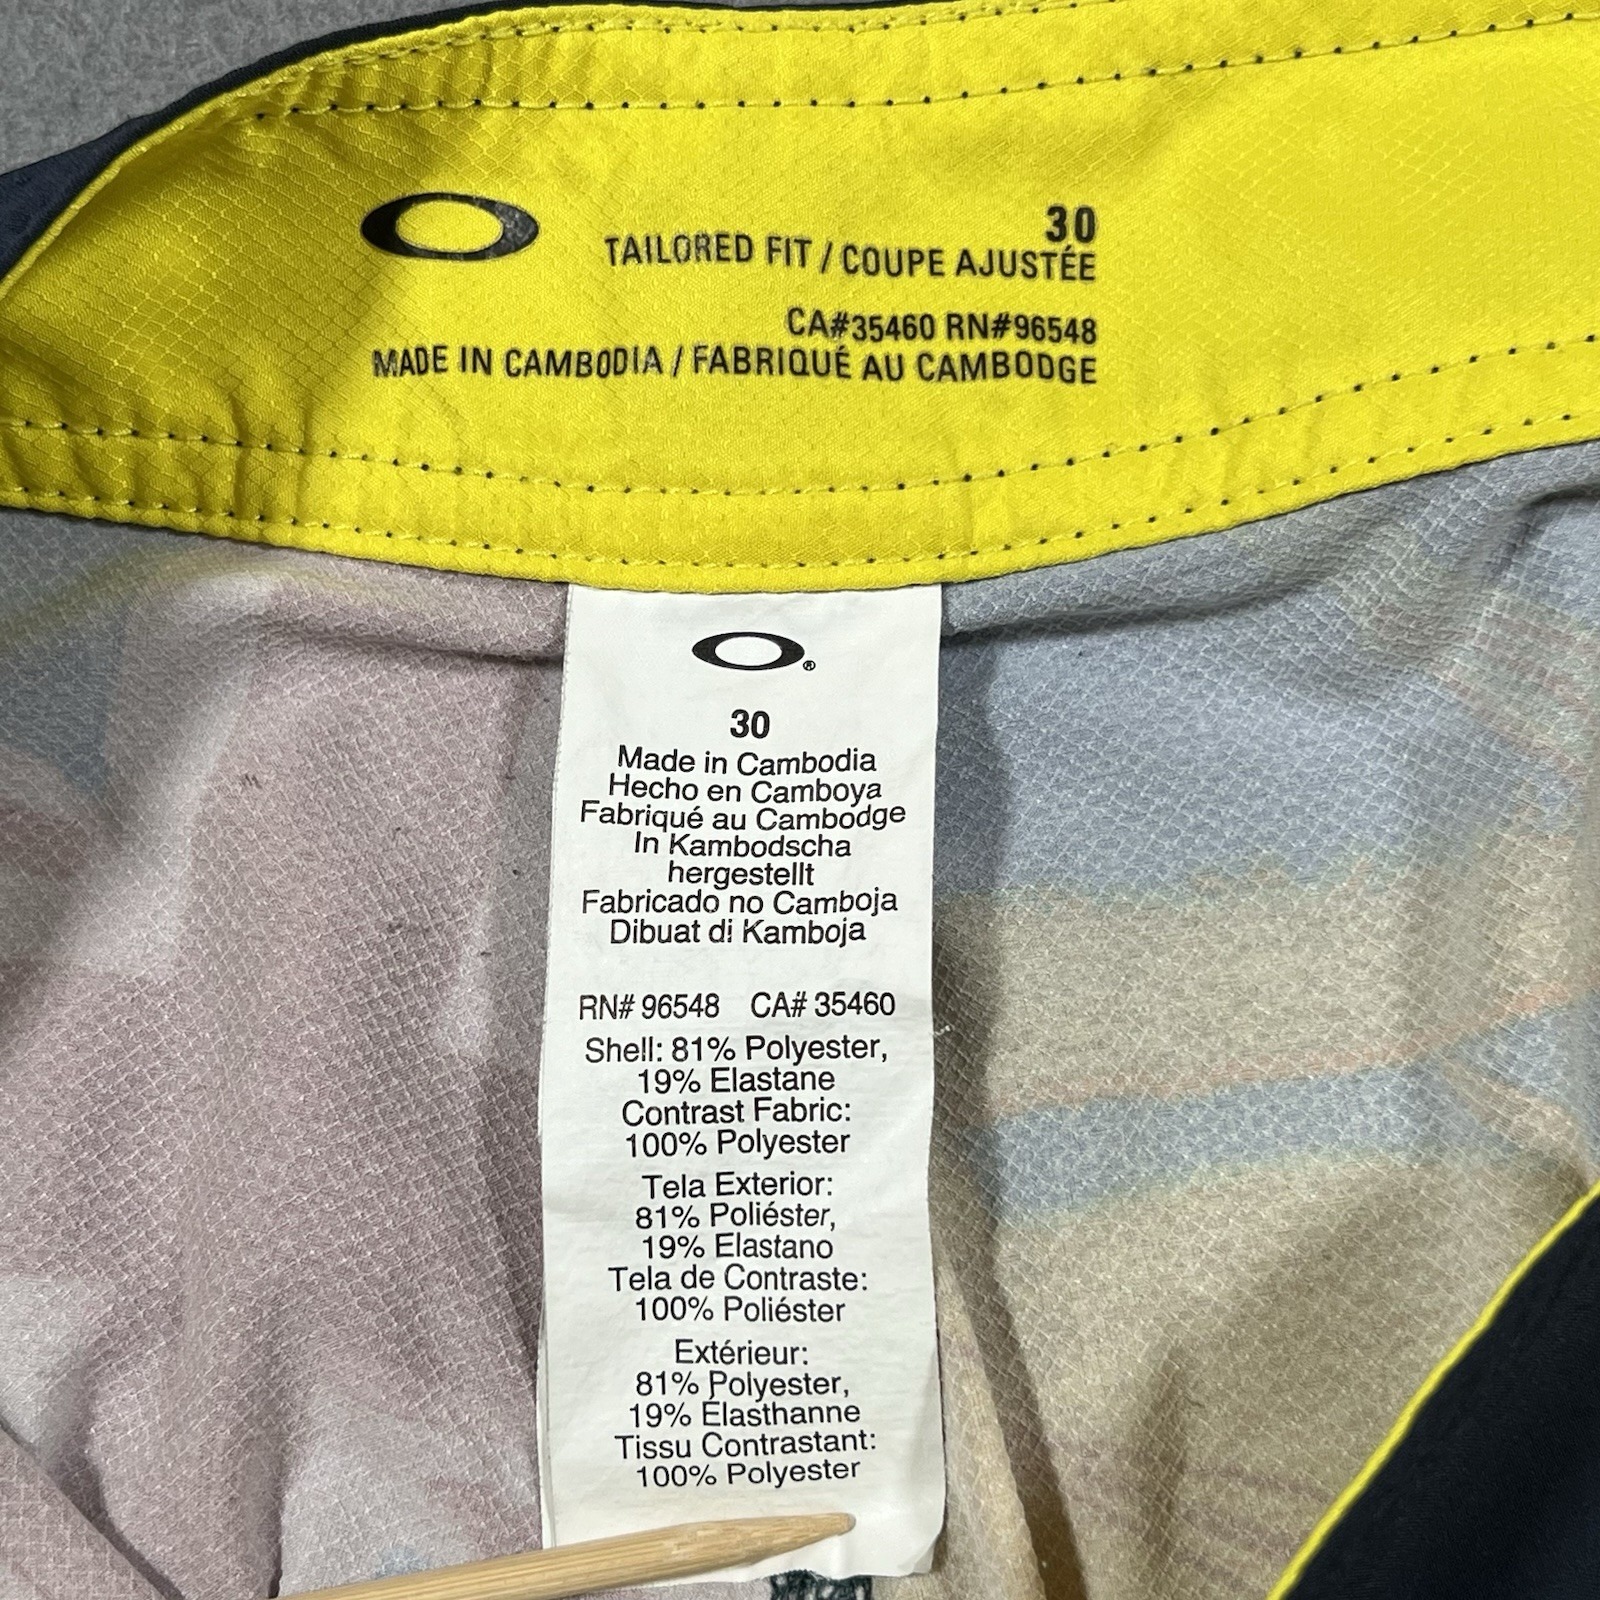 30
TAILORED FIT / COUPE AJUSTÉE
CA#35460 RN#96548
MADE IN CAMBODIA / FABRIQUÉ AU CAMBODGE
®
30
Made in Cambodia
Hecho en Camboya
Fabriqué au Cambodge
In Kambodscha
hergestellt
Fabricado no Camboja
Dibuat di Kamboja
RN# 96548 CA# 35460
Shell: 81% Polyester,
19% Elastane
Contrast Fabric:
100% Polyester
Tela Exterior:
81% Poliéster,
19% Elastano
Tela de Contraste:
100% Poliéster
Extérieur:
81% Polyester,
19% Élasthanne
Tissu Contrastant:
100% Polyester